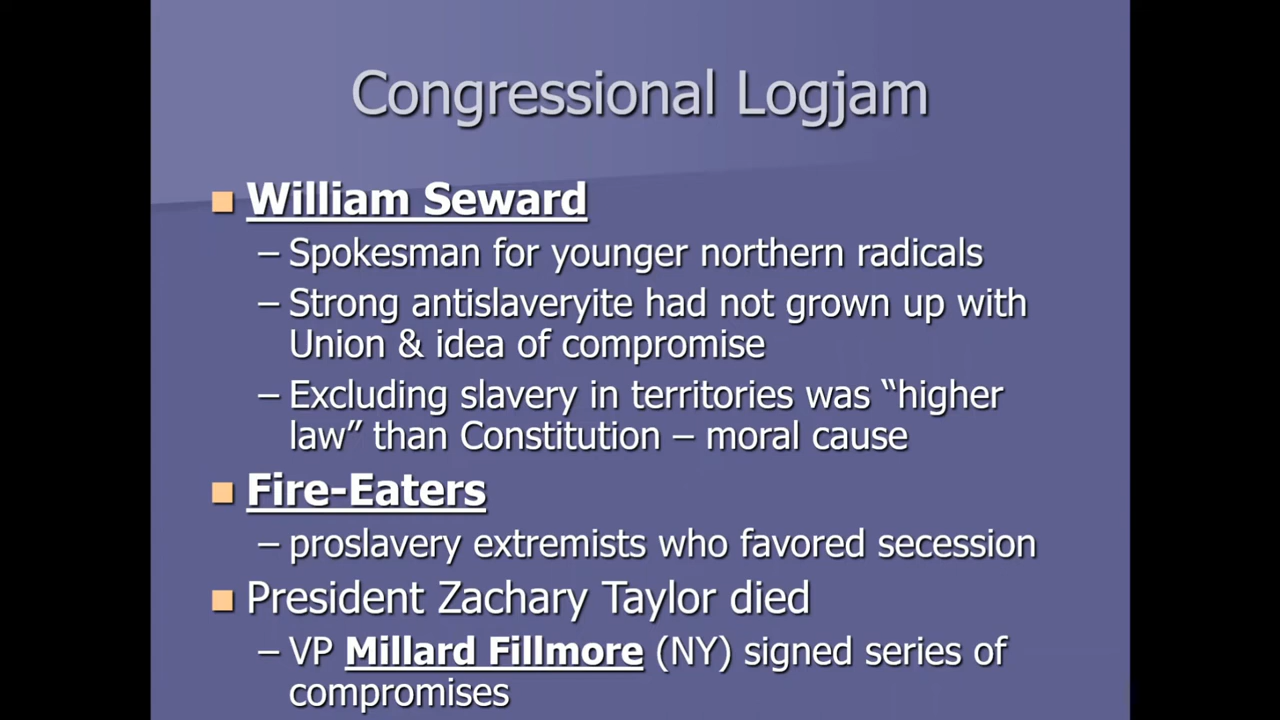 Congressional Logjam
■ William Seward
– Spokesman for younger northern radicals
– Strong antislaveryite had not grown up with
Union & idea of compromise
– Excluding slavery in territories was “higher
law” than Constitution – moral cause
■ Fire-Eaters
– proslavery extremists who favored secession
■ President Zachary Taylor died
– VP Millard Fillmore (NY) signed series of
compromises